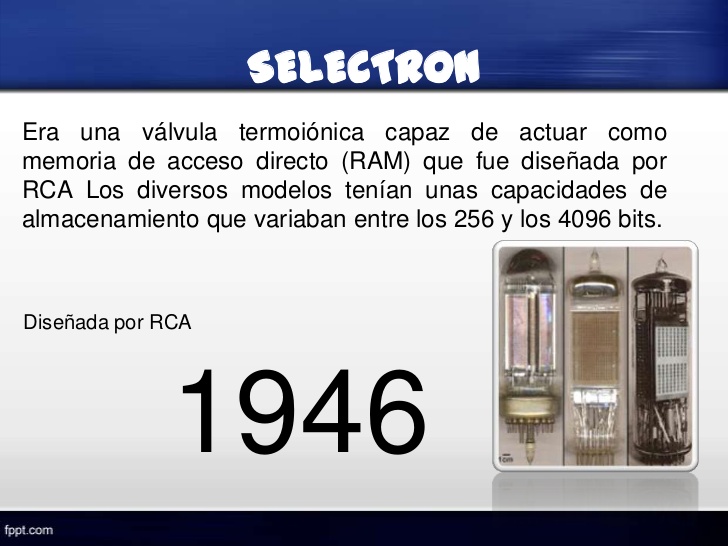 SELECTRON
Era una válvula termoiónica capaz de actuar como
memoria de acceso directo (RAM) que fue diseñada por
RCA Los diversos modelos tenían unas capacidades de
almacenamiento que variaban entre los 256 y los 4096 bits.
Diseñada por RCA
1946
1cm
fppt.com